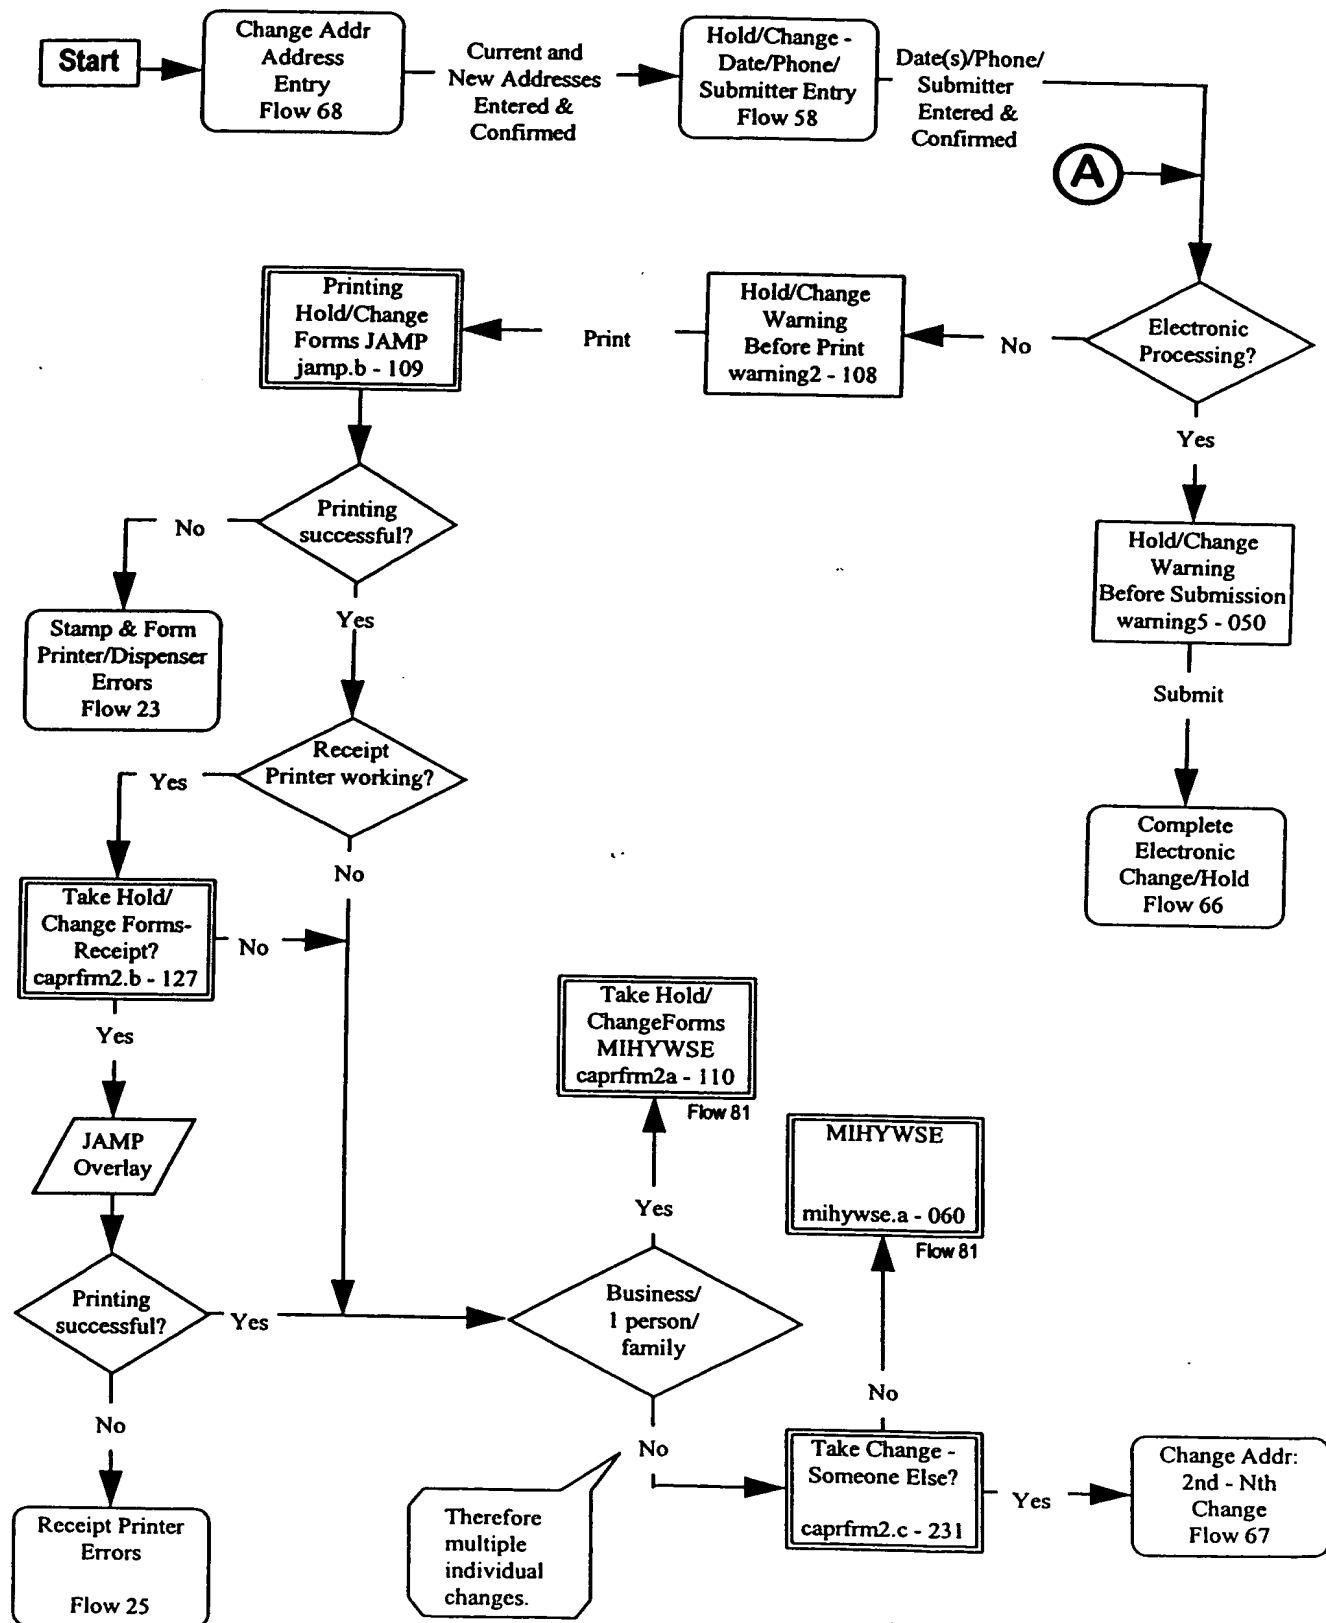 Start
Change Addr
Address
Entry
Flow 68
Current and
New Addresses
Entered &
Confirmed
Hold/Change -
Date/Phone/
Submitter Entry
Flow 58
Date(s)/Phone/
Submitter
Entered &
Confirmed
A
Electronic
Processing?
No
Hold/Change
Warning
Before Print
warning2 - 108
Print
Printing
Hold/Change
Forms JAMP
jamp.b - 109
Yes
Hold/Change
Warning
Before Submission
warning5 - 050
Submit
Complete
Electronic
Change/Hold
Flow 66
Printing
successful?
No
Stamp & Form
Printer/Dispenser
Errors
Flow 23
Yes
Receipt
Printer working?
Yes
No
Take Hold/
Change Forms-
Receipt?
caprfrm2.b - 127
No
Yes
JAMP
Overlay
Printing
successful?
Yes
No
Receipt Printer
Errors
Flow 25
Business/
1 person/
family
Yes
Take Hold/
ChangeForms
MIHYWSE
caprfrm2a - 110
Flow 81
No
Therefore
multiple
individual
changes.
Take Change -
Someone Else?
caprfrm2.c - 231
No
MIHYWSE
mihywse.a - 060
Flow 81
Yes
Change Addr:
2nd - Nth
Change
Flow 67